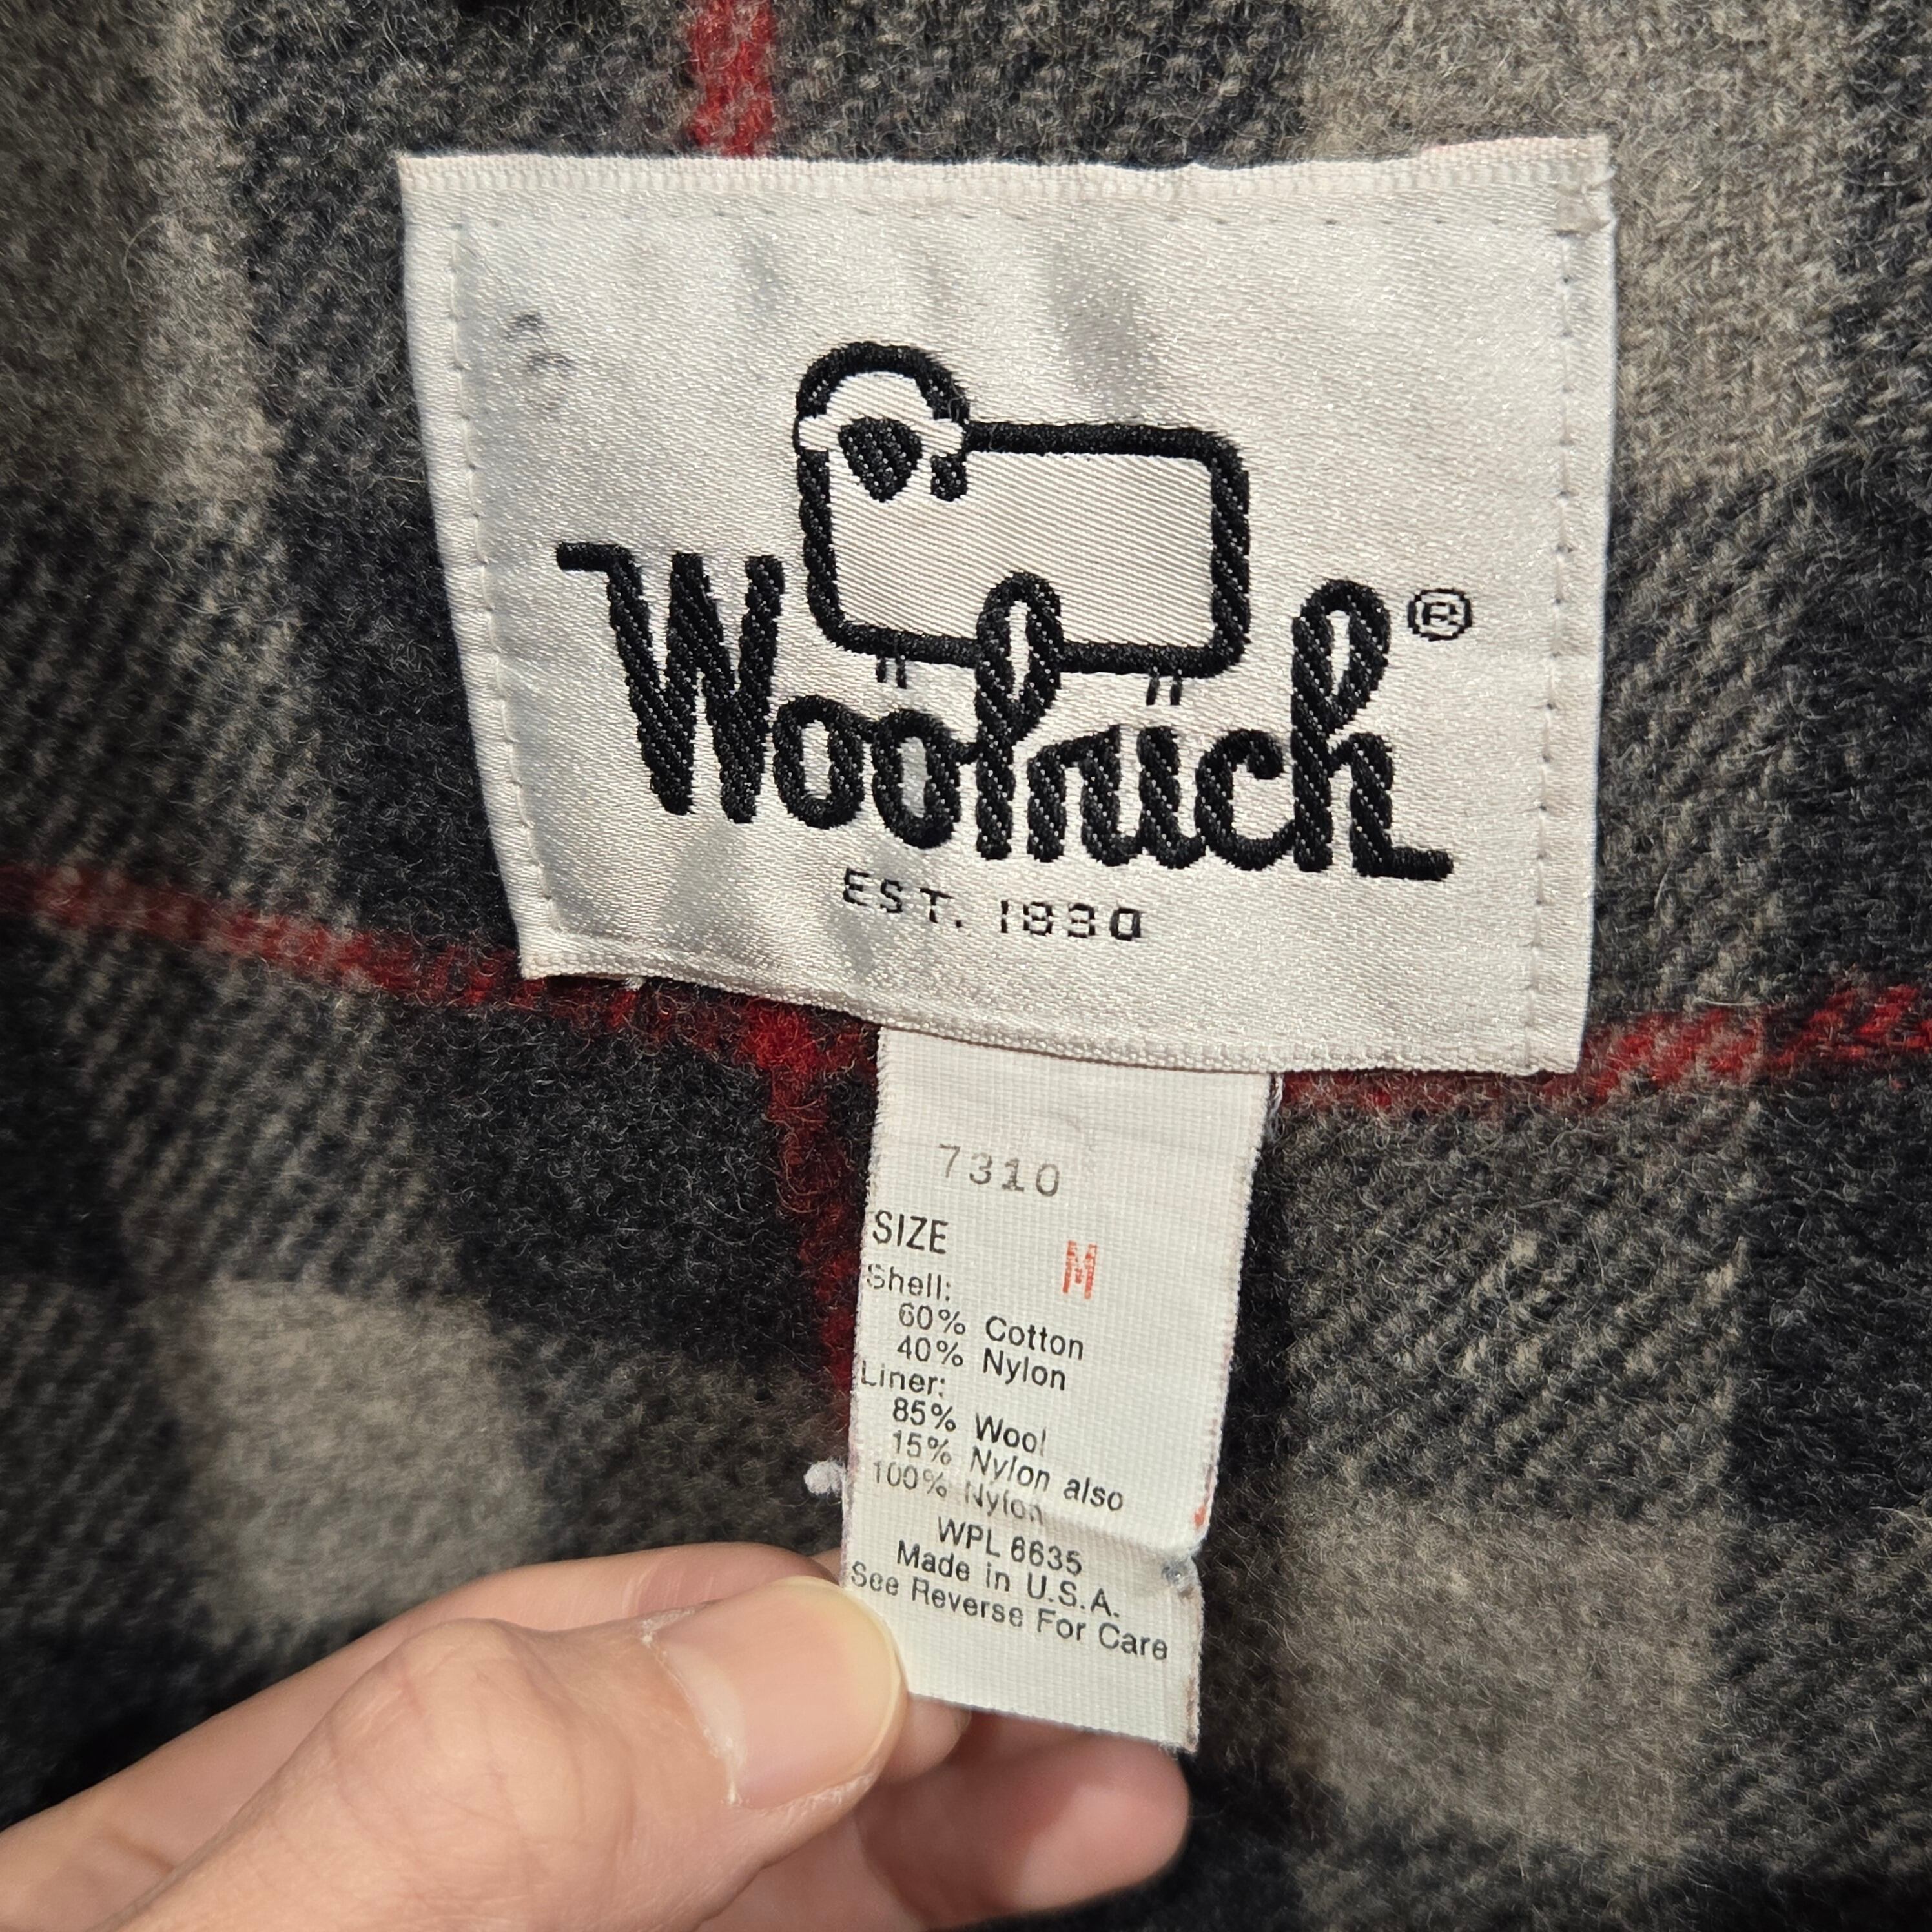 Woolrich®
EST. 1830
7310
SIZE M
Shell:
60% Cotton
40% Nylon
Liner:
85% Wool
15% Nylon also
100% Nylon
WPL 6635
Made in U.S.A.
See Reverse For Care